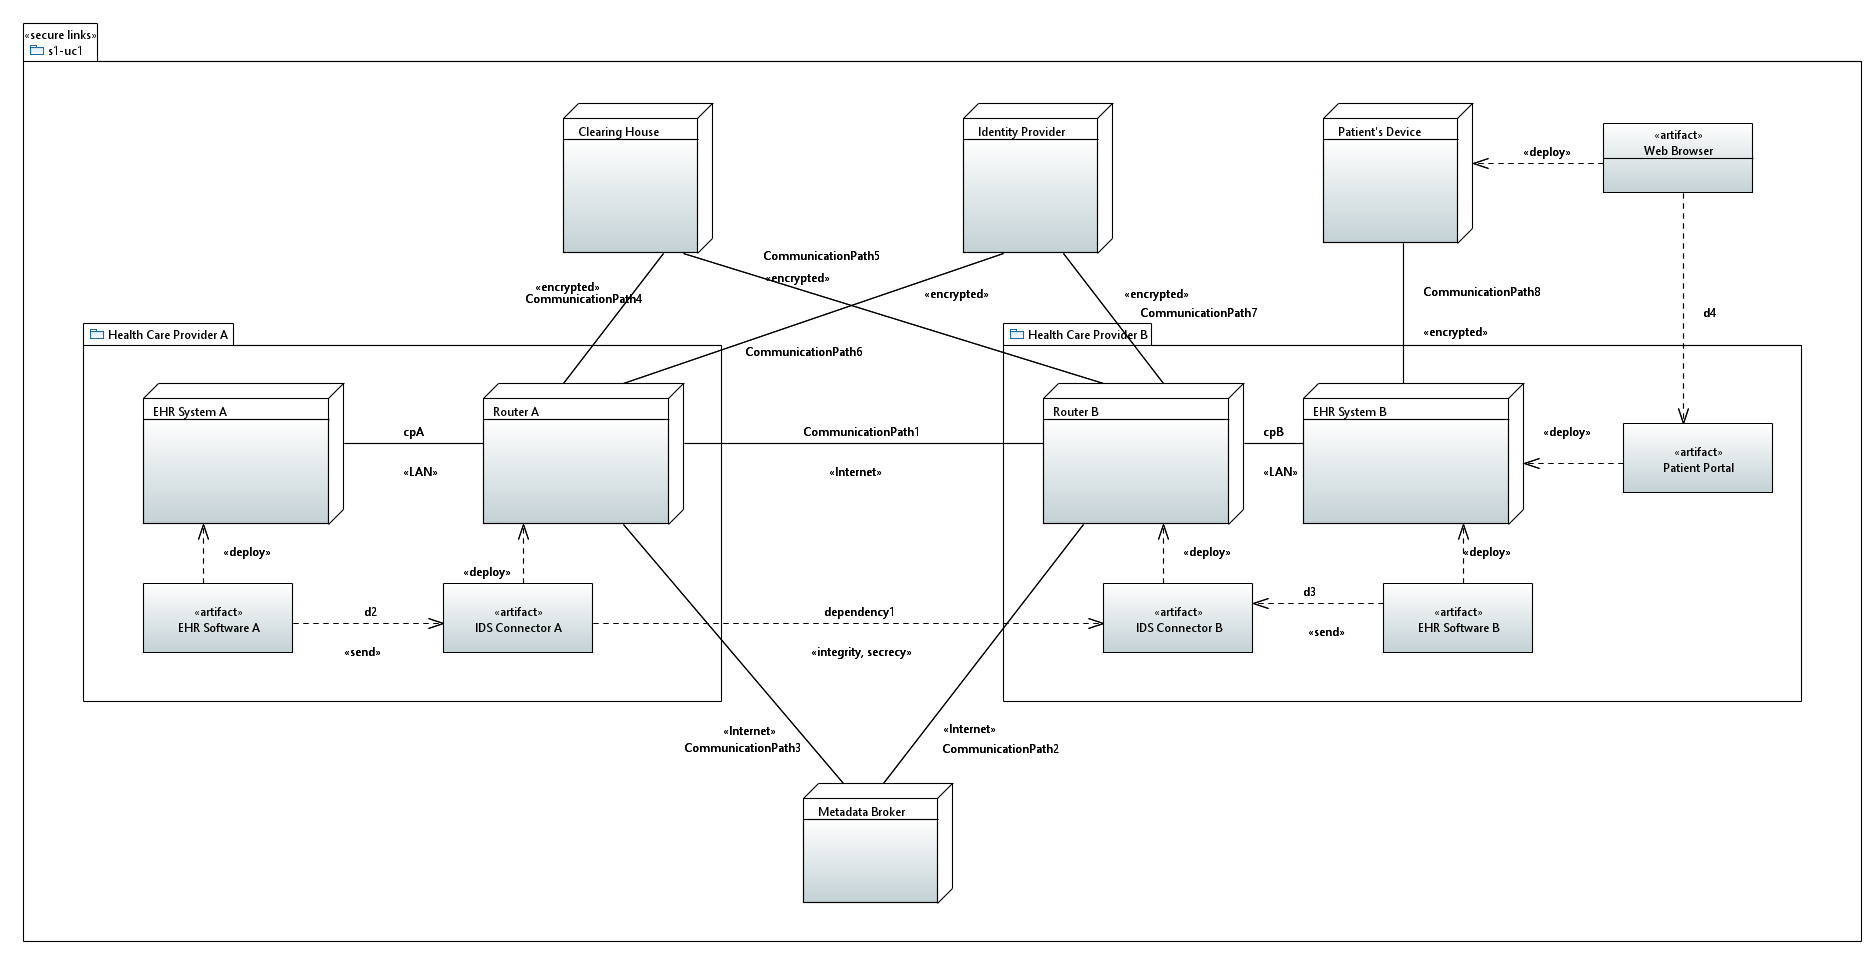 «secure links»
s1-uc1
Clearing House
Identity Provider
Patient's Device
«deploy»
«artifact»
Web Browser
CommunicationPath5
«encrypted»
«encrypted»
CommunicationPath4
«encrypted»
«encrypted»
CommunicationPath7
CommunicationPath8
«encrypted»
d4
Health Care Provider A
Health Care Provider B
CommunicationPath6
EHR System A
cpA
«LAN»
Router A
CommunicationPath1
«Internet»
Router B
cpB
«LAN»
EHR System B
«deploy»
«artifact»
Patient Portal
«deploy»
«deploy»
«deploy»
«deploy»
«artifact»
EHR Software A
d2
«send»
«artifact»
IDS Connector A
dependency1
«integrity, secrecy»
«artifact»
IDS Connector B
d3
«send»
«artifact»
EHR Software B
«Internet»
CommunicationPath3
«Internet»
CommunicationPath2
Metadata Broker